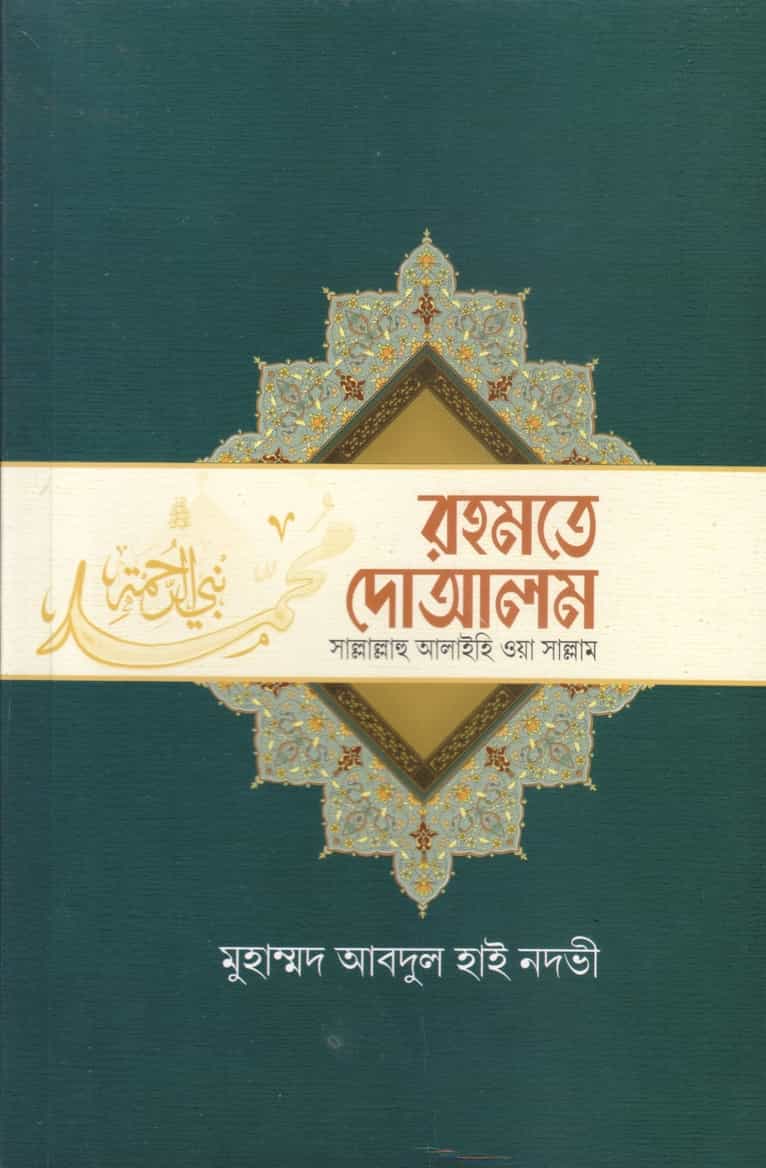 রহমতে
দোআলম
সাল্লাল্লাহু আলাইহি ওয়া সাল্লাম
محمد
نبي الرحمة
মুহাম্মদ আবদুল হাই নদভী